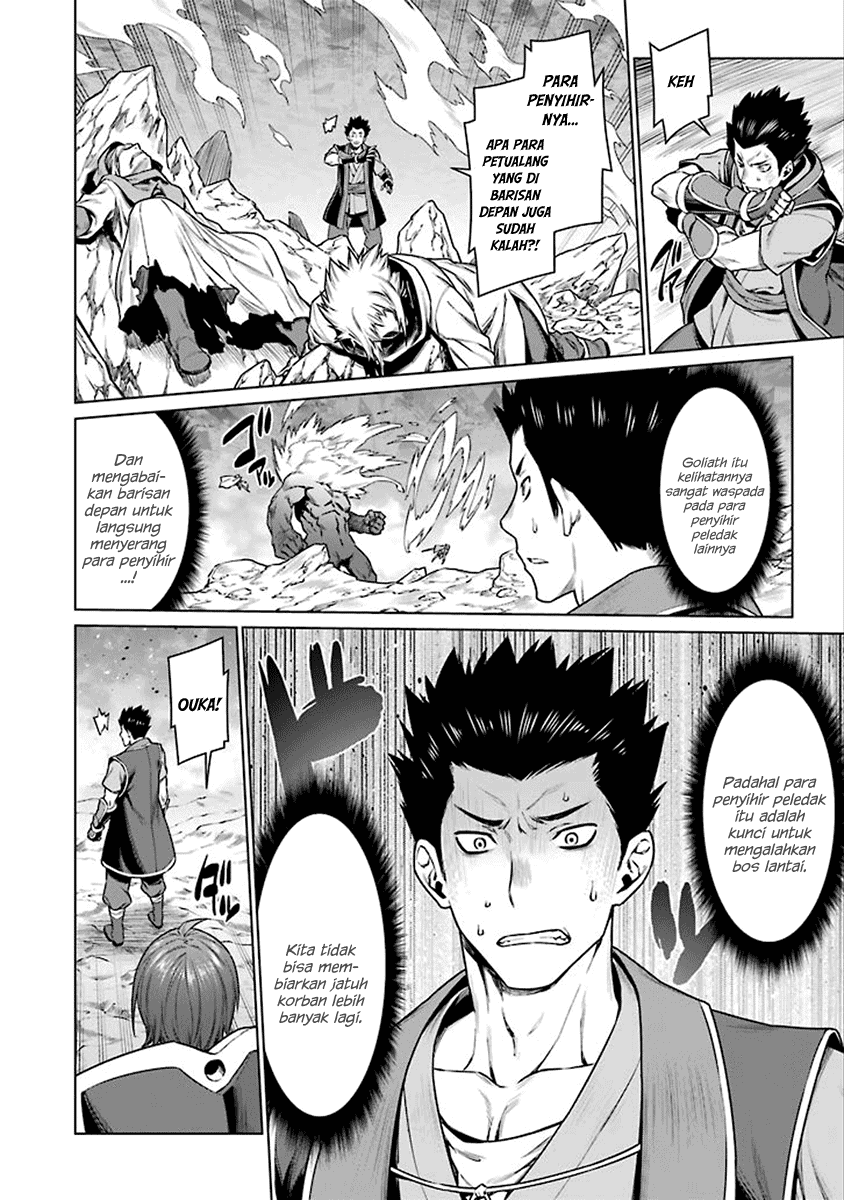 KEH
PARA
PENYIHIR-
NYA...
APA PARA
PETUALANG
YANG DI
BARISAN
DEPAN JUGA
SUDAH
KALAH?!
Goliath itu
kelihatannya
sangat waspada
pada para
penyihir
peledak
lainnya
Dan
mengabai-
kan barisan
depan untuk
langsung
menyerang
para penyihir
....!
Padahal para
penyihir peledak
itu adalah
kunci untuk
mengalahkan
bos lantai.
Kita tidak
bisa mem-
biarkan jatuh
korban lebih
banyak lagi.
OUKA!